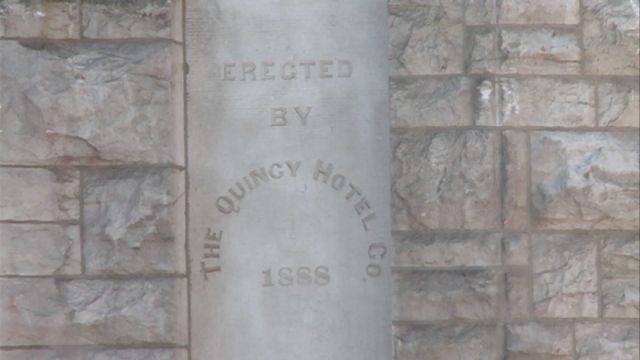 ERECTED
BY
THE QUINCY HOTEL CO.
1888